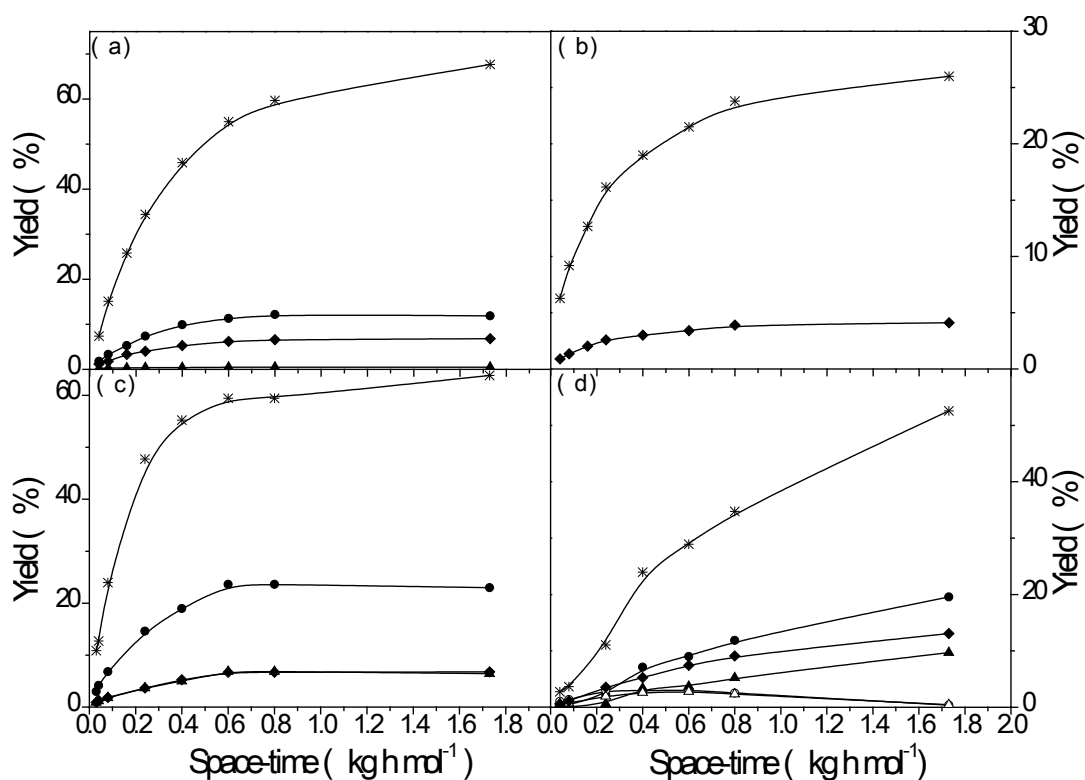 ( a)
( b)
30
60
40
20
0
Yield ( %)
20
10
0
Yield ( %)
( c)
( d)
60
40
20
0
Yield ( %)
40
20
0
Yield ( %)
0.0 0.2 0.4 0.6 0.8 1.0 1.2 1.4 1.6 1.8
0.0 0.2 0.4 0.6 0.8 1.0 1.2 1.4 1.6 1.8 2.0
Space-time ( kg h mol⁻¹)
Space-time ( kg h mol⁻¹)